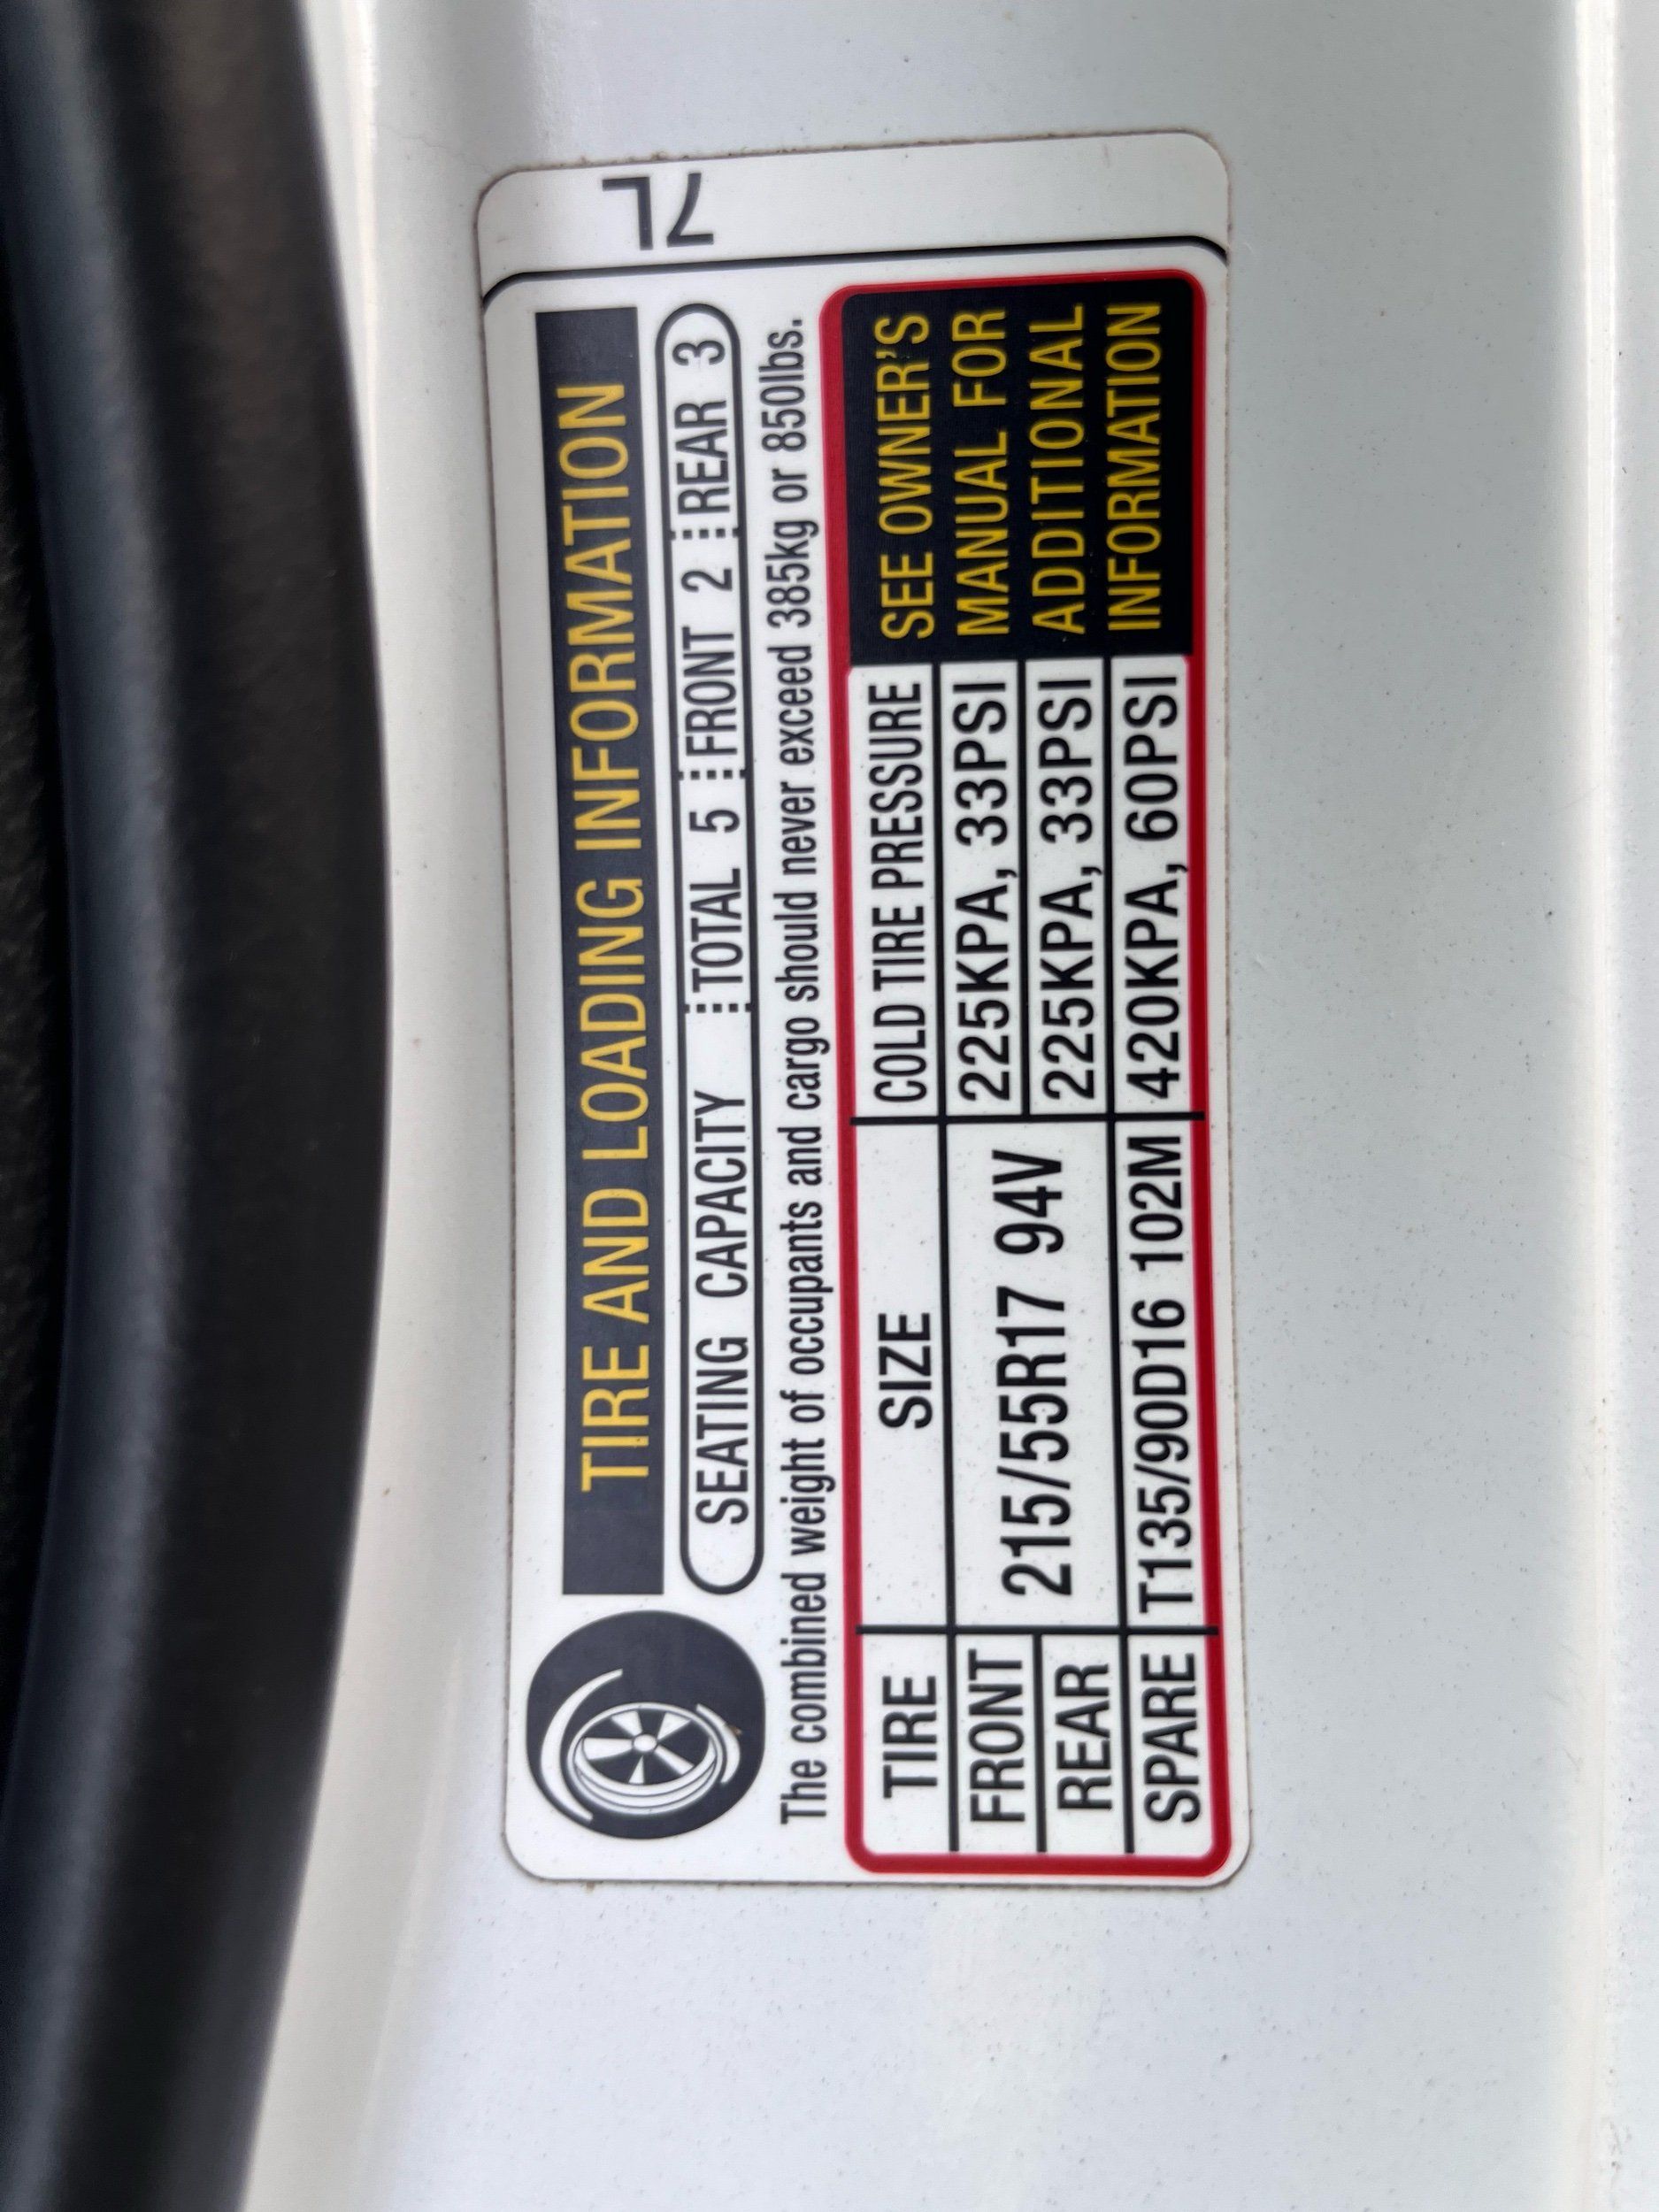 TIRE AND LOADING INFORMATION
SEATING CAPACITY TOTAL 5 FRONT 2 REAR 3
The combined weight of occupants and cargo should never exceed 385kg or 850lbs.
TIRE SIZE COLD TIRE PRESSURE
FRONT 215/55R17 94V 225KPA, 33PSI
REAR 225KPA, 33PSI
SPARE T135/90D16 102M 420KPA, 60PSI
SEE OWNER'S
MANUAL FOR
ADDITIONAL
INFORMATION
7L